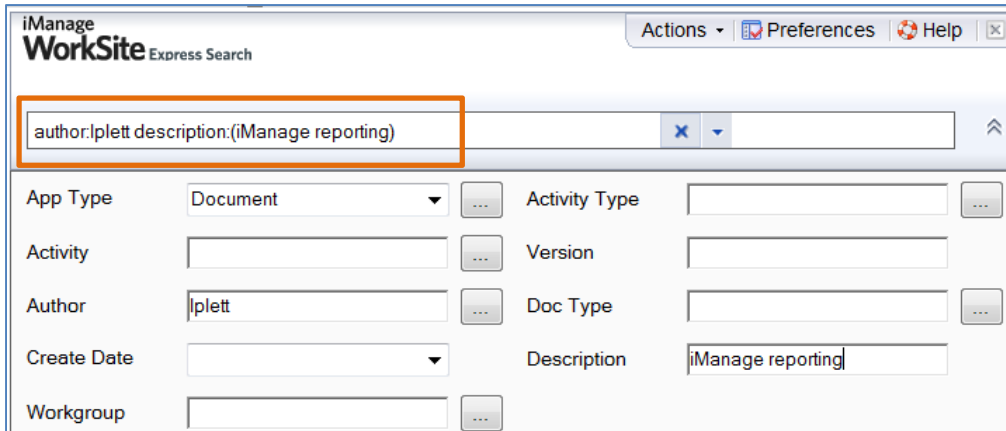 iManage
WorkSite Express Search
Actions Preferences Help
author:lplett description:(iManage reporting)
App Type Document ... Activity Type ...
Activity ... Version
Author lplett ... Doc Type ...
Create Date Description iManage reporting
Workgroup ...